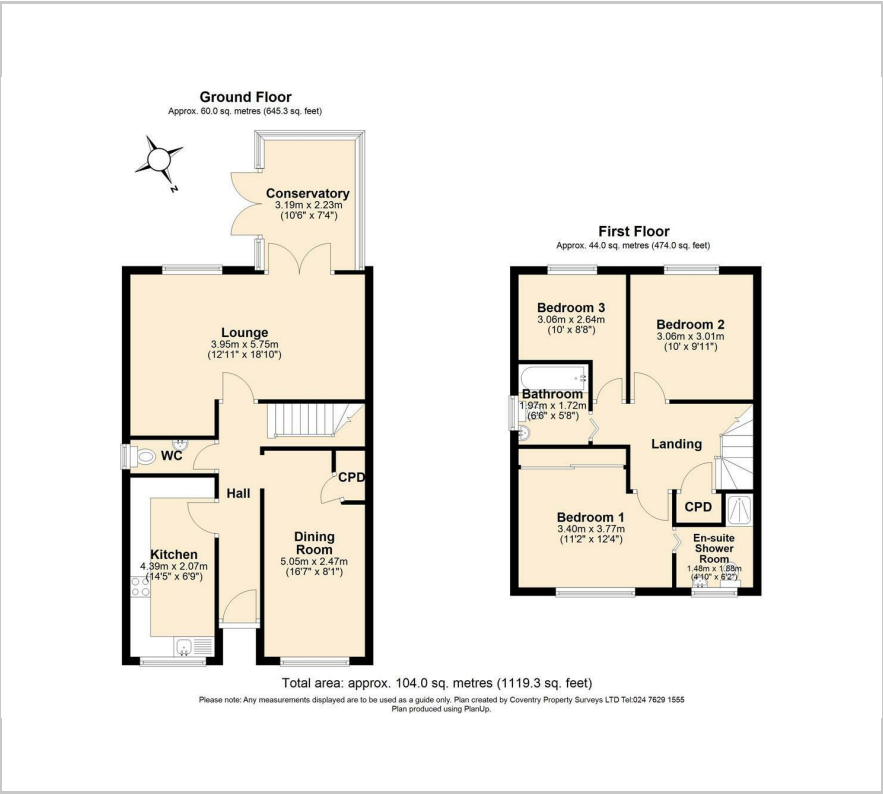 Ground Floor
Approx. 60.0 sq. metres (645.3 sq. feet)
N
Conservatory
3.19m x 2.23m
(10'6" x 7'4")
Lounge
3.95m x 5.75m
(12'11" x 18'10")
WC
CPD
Hall
Dining
Room
5.05m x 2.47m
(16'7" x 8'1")
Kitchen
4.39m x 2.07m
(14'5" x 6'9")
First Floor
Approx. 44.0 sq. metres (474.0 sq. feet)
Bedroom 3
3.06m x 2.64m
(10' x 8'8")
Bedroom 2
3.06m x 3.01m
(10' x 9'11")
Bathroom
1.97m x 1.72m
(6'6" x 5'8")
Landing
CPD
Bedroom 1
3.40m x 3.77m
(11'2" x 12'4")
En-suite
Shower
Room
1.48m x 1.88m
(4'10" x 6'2")
Total area: approx. 104.0 sq. metres (1119.3 sq. feet)
Please note: Any measurements displayed are to be used as a guide only. Plan created by Coventry Property Surveys LTD Tel:024 7629 1555
Plan produced using PlanUp.